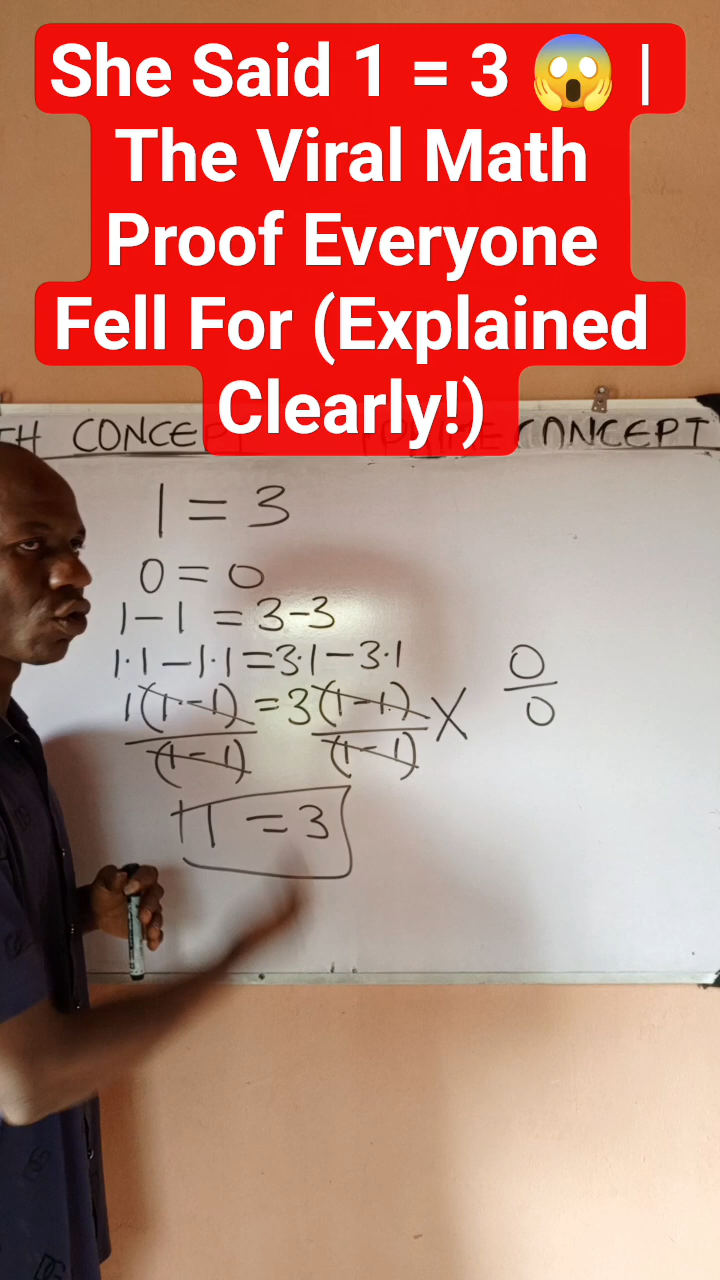 She Said 1 = 3 😱 |
The Viral Math
Proof Everyone
Fell For (Explained
Clearly!)
CONCEPT
CONCEPT
1 = 3
0 = 0
1-1 = 3-3
1·1-1·1=3·1-3·1
1(1-1) = 3(1-1) X
(1-1) (1-1)
0
0
1 = 3